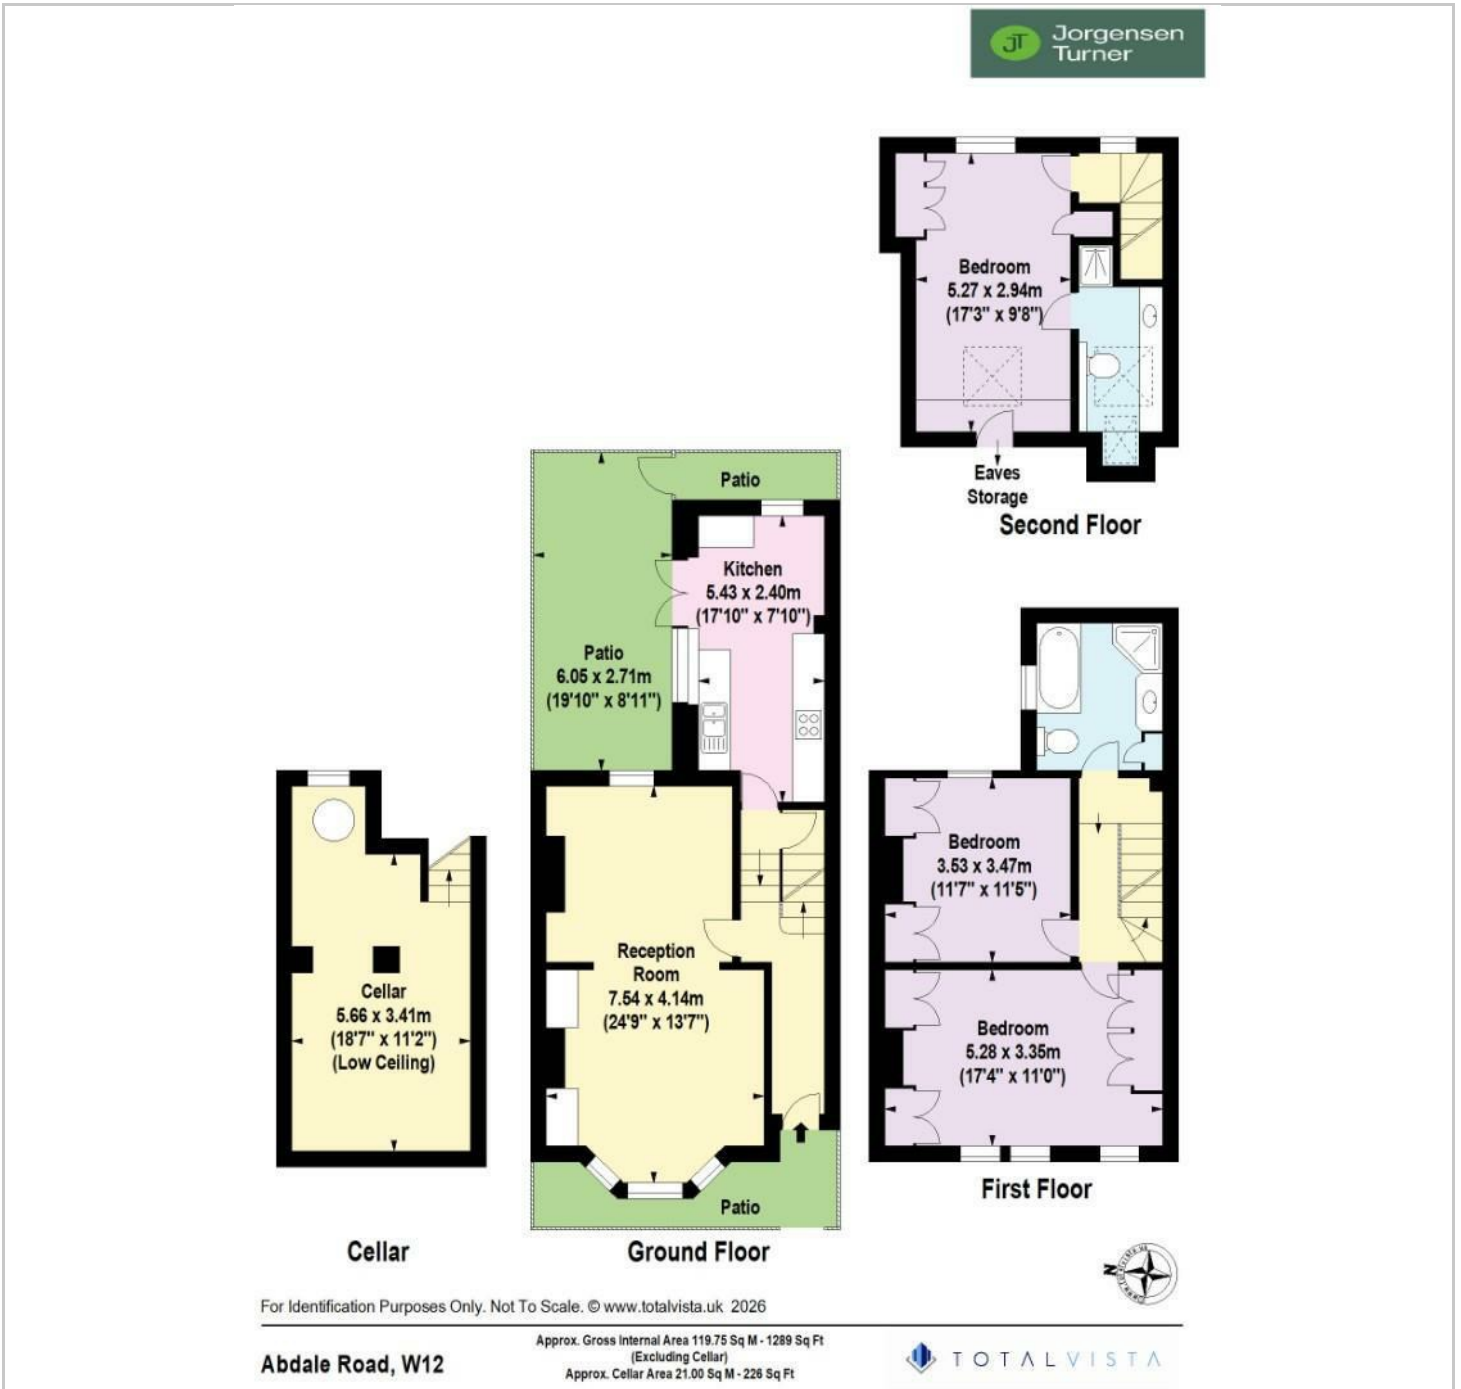 JT
Jorgensen
Turner
Bedroom
5.27 x 2.94m
(17'3" x 9'8")
Eaves
Storage
Second Floor
Patio
Kitchen
5.43 x 2.40m
(17'10" x 7'10")
Patio
6.05 x 2.71m
(19'10" x 8'11")
Reception
Room
7.54 x 4.14m
(24'9" x 13'7")
Patio
Ground Floor
Cellar
5.66 x 3.41m
(18'7" x 11'2")
(Low Ceiling)
Cellar
Bedroom
3.53 x 3.47m
(11'7" x 11'5")
Bedroom
5.28 x 3.35m
(17'4" x 11'0")
First Floor
N
For Identification Purposes Only. Not To Scale. © www.totalvista.uk 2026
Abdale Road, W12
Approx. Gross Internal Area 119.75 Sq M - 1289 Sq Ft
(Excluding Cellar)
Approx. Cellar Area 21.00 Sq M - 226 Sq Ft
TOTALVISTA